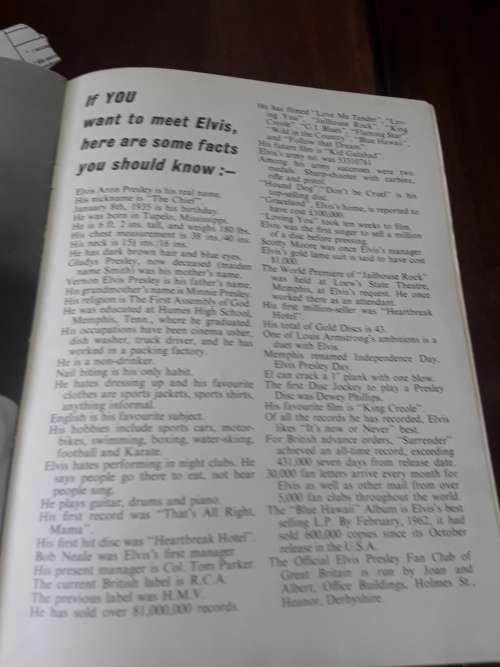 If YOU
want to meet Elvis,
here are some facts
you should know :—
Elvis Aron Presley is his real name.
His nickname is "The Chief".
January 8th, 1935 is his birthday.
He was born in Tupelo, Mississippi.
He is 6 ft. 2 ins. tall, and weighs 180 lbs.
His chest measurement is 38 ins./40 ins.
His neck is 15½ ins./16 ins.
He has dark brown hair and blue eyes.
Gladys Presley, now deceased (maiden
name Smith) was his mother's name.
Vernon Elvis Presley is his father's name.
His grandmother's name is Minnie Presley.
His religion is The First Assembly of God.
He was educated at Humes High School,
Memphis, Tenn., where he graduated.
His occupations have been cinema usher,
dish washer, truck driver, and he has
worked in a packing factory.
He is a non-drinker.
Nail biting is his only habit.
He hates dressing up and his favourite
clothes are sports jackets, sports shirts,
anything informal.
English is his favourite subject.
His hobbies include sports cars, motor-
bikes, swimming, boxing, water-skiing,
football and Karate.
Elvis hates performing in night clubs. He
says people go there to eat, not hear
people sing.
He plays guitar, drums and piano.
His first record was "That's All Right,
Mama".
His first hit disc was "Heartbreak Hotel".
Bob Neale was Elvis's first manager.
His present manager is Col. Tom Parker.
The current British label is R.C.A.
The previous label was H.M.V.
He has sold over 81,000,000 records.
He has filmed "Love Me Tender", "Lov-
ing You", "Jailhouse Rock", "King
Creole", "G.I. Blues", "Flaming Star",
"Wild in the Country", "Blue Hawaii",
and "Follow that Dream".
His future film is "Kid Galahad".
Elvis's army no. was 53310761
Among his army successes were two
medals. Sharp-shooter with carbine,
rifle and pistol.
"Hound Dog"/"Don't be Cruel" is his
top-selling disc.
"Graceland", Elvis's home, is reported to
have cost £100,000.
"Loving You" took ten weeks to film.
Elvis was the first singer to sell a million
of a disc before pressing.
Scotty Moore was once Elvis's manager.
Elvis's gold lame suit is said to have cost
$1,000.
The World Premiere of "Jailhouse Rock"
was held at Loew's State Theatre,
Memphis, at Elvis's request. He once
worked there as an attendant.
His first million-seller was "Heartbreak
Hotel".
His total of Gold Discs is 43.
One of Louis Armstrong's ambitions is a
duet with Elvis.
Memphis renamed Independence Day,
Elvis Presley Day.
El can crack a 1" plank with one blow.
The first Disc Jockey to play a Presley
Disc was Dewey Phillips.
His favourite film is "King Creole".
Of all the records he has recorded, Elvis
likes "It's now or Never" best.
For British advance orders, "Surrender"
achieved an all-time record, exceeding
431,000 seven days from release date.
30,000 fan letters arrive every month for
Elvis as well as other mail from over
5,000 fan clubs throughout the world.
The "Blue Hawaii" Album is Elvis's best
selling L.P. By February, 1962, it had
sold 600,000 copies since its October
release in the U.S.A.
The Official Elvis Presley Fan Club of
Great Britain is run by Jean and
Albert, Office Buildings, Holmes St.,
Heanor, Derbyshire.